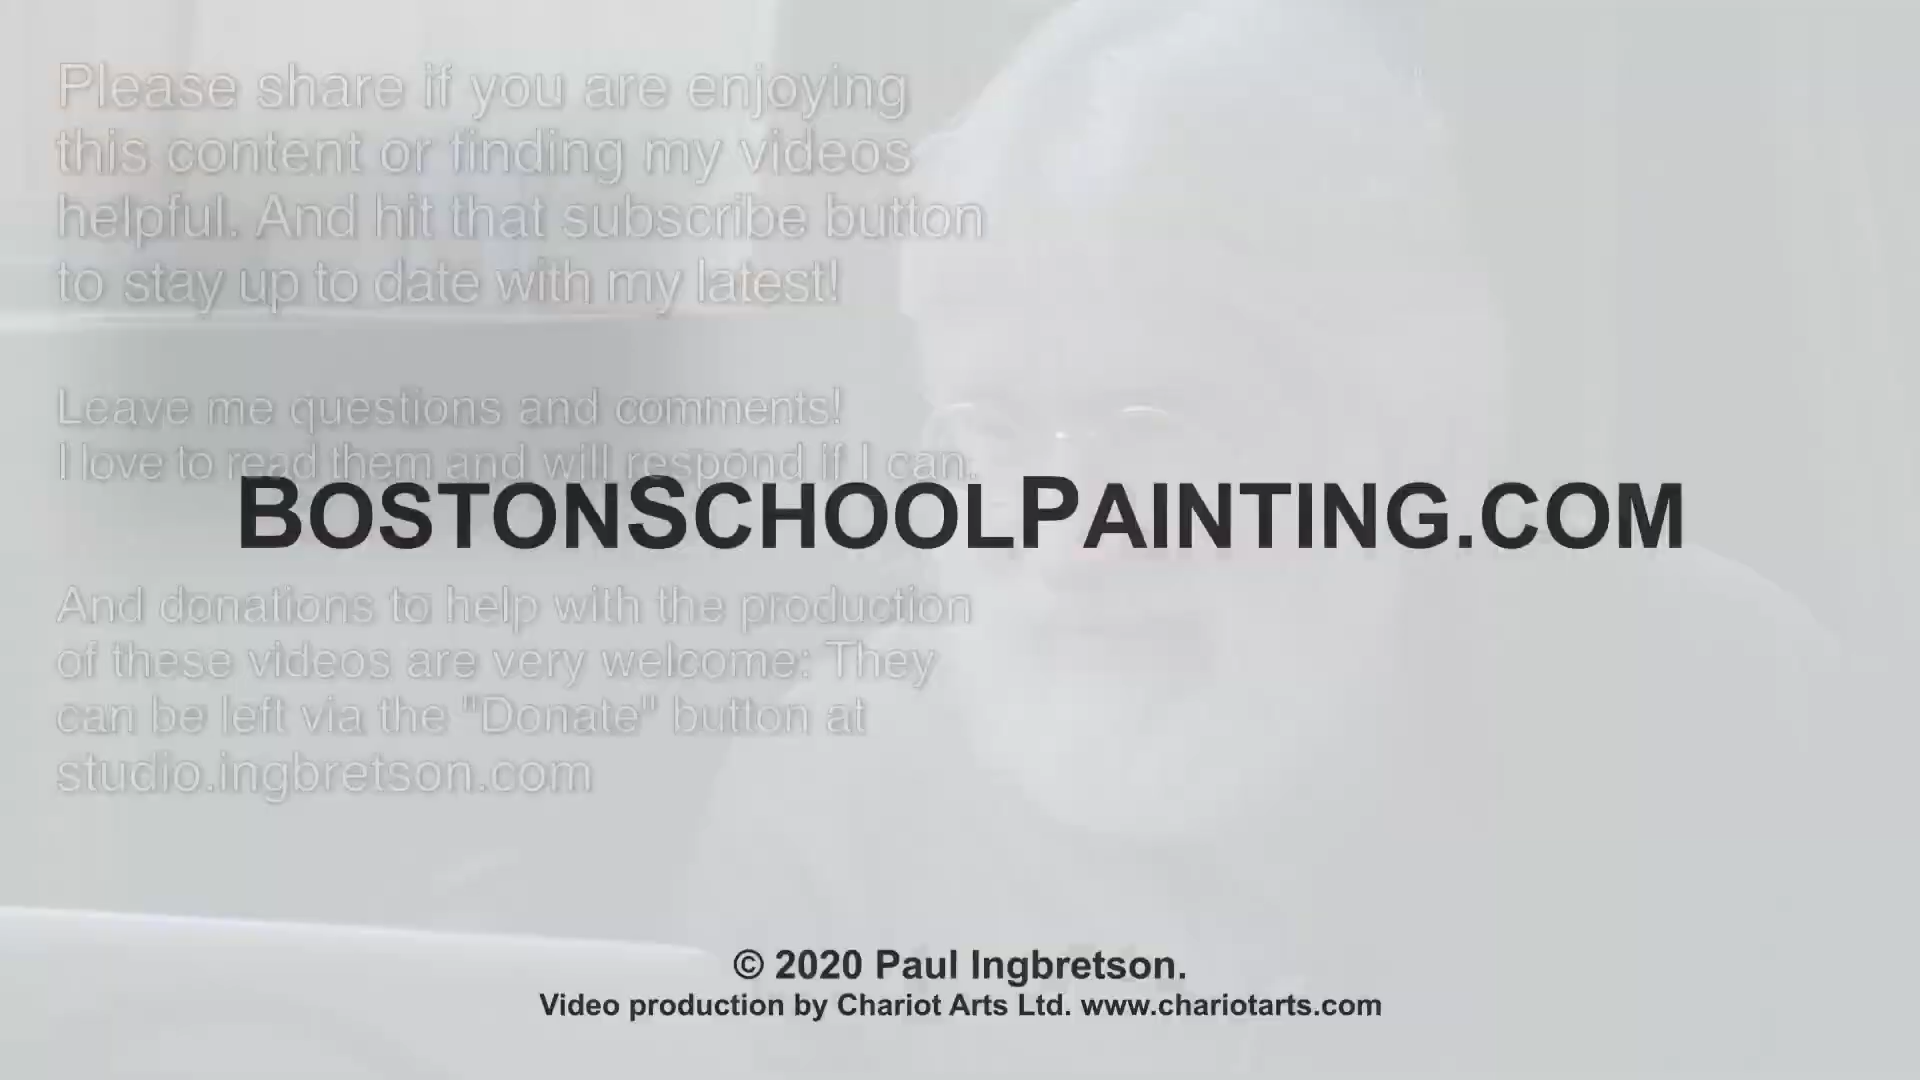 Please share if you are enjoying
this content or finding my videos
helpful. And hit that subscribe button
to stay up to date with my latest!
Leave me questions and comments!
I love to read them and will respond if I can.
BOSTONSCHOOLPAINTING.COM
And donations to help with the production
of these videos are very welcome: They
can be left via the "Donate" button at
studio.ingbretson.com
© 2020 Paul Ingbretson.
Video production by Chariot Arts Ltd. www.chariotarts.com